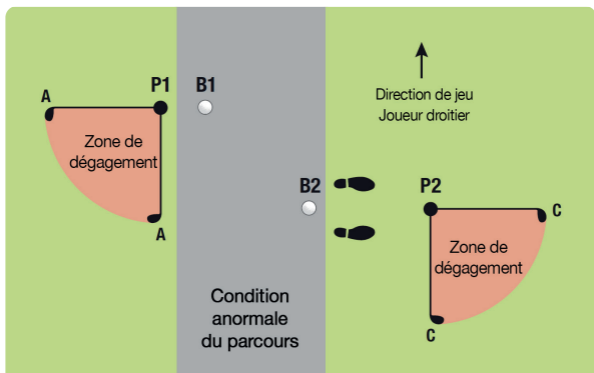 P1
B1
A
Zone de
dégagement
A
Direction de jeu
Joueur droitier
B2
P2
C
Zone de
dégagement
C
Condition
anormale
du parcours